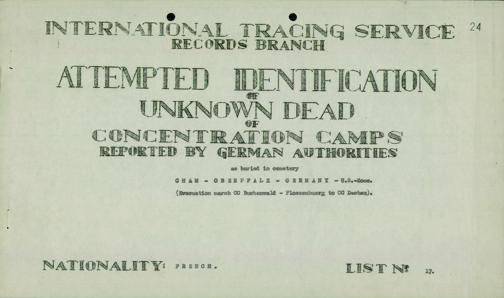 INTERNATIONAL TRACING SERVICE
24
RECORDS BRANCH
ATTEMPTED IDENTIFICATION
OF
UNKNOWN DEAD
OF
CONCENTRATION CAMPS
REPORTED BY GERMAN AUTHORITIES
as buried in cemetery
CHAM - OBERPFALZ - GERMANY - U.S.-Zone.
(Evacuation march CC Buchenwald - Flossenbuerg to CC Dachau).
NATIONALITY: FRENCH. LIST Nº 17.